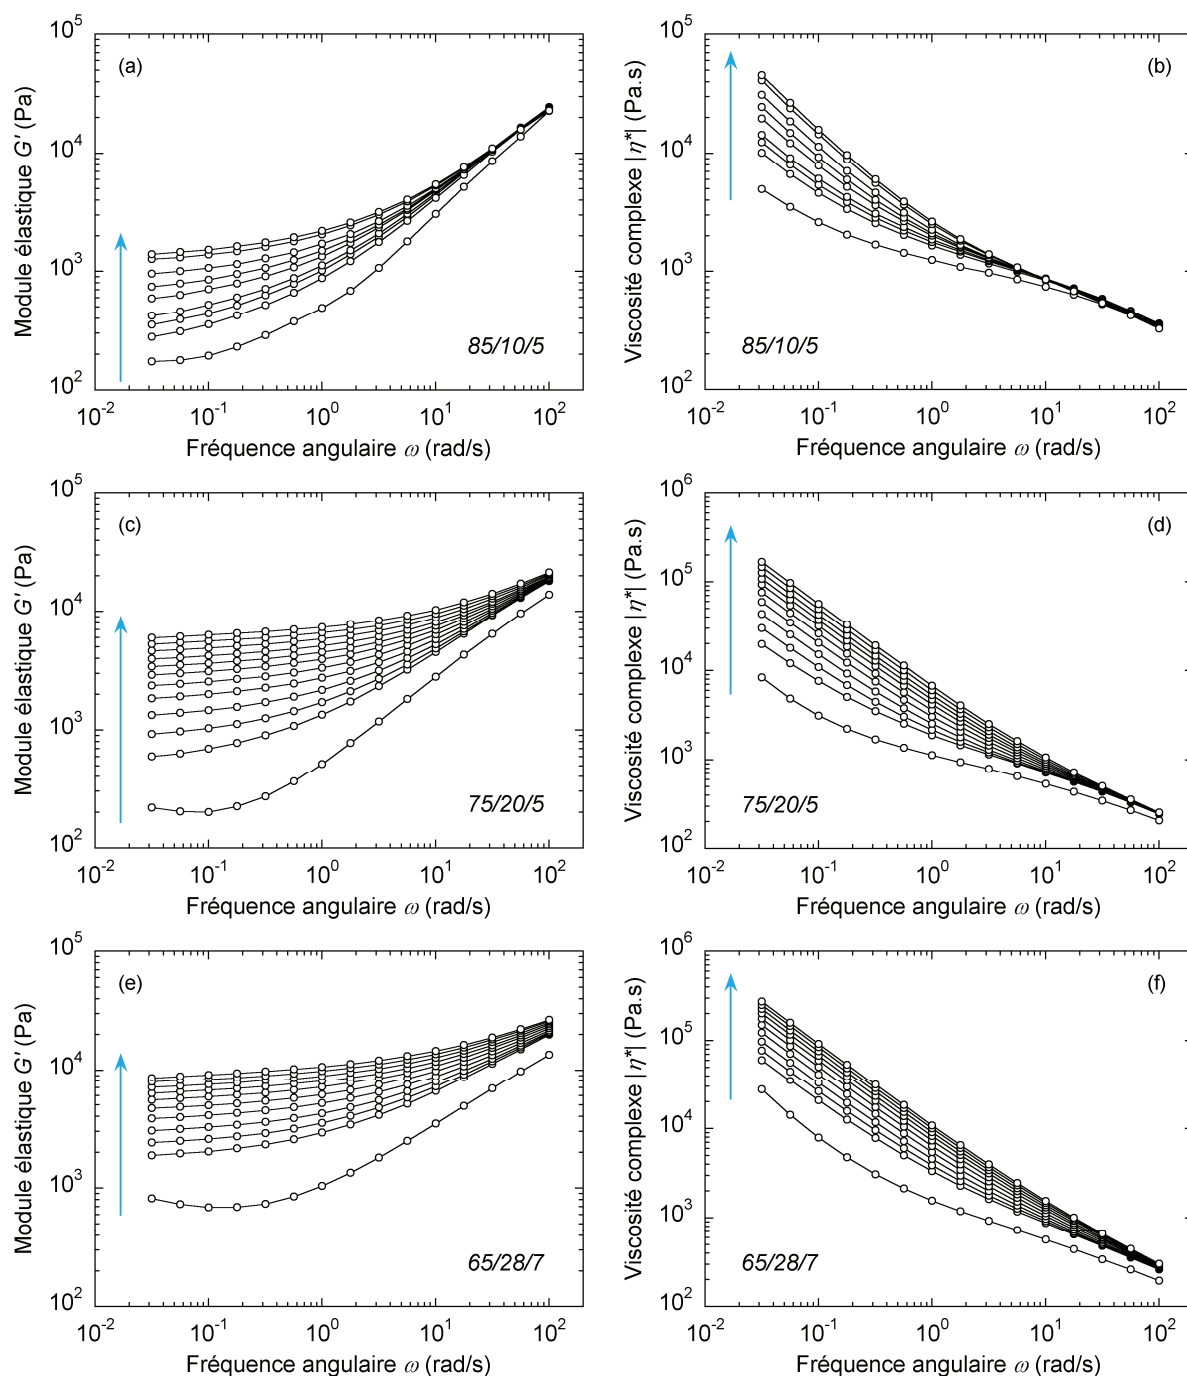 10⁵
10⁴
10³
10²
Module élastique G' (Pa)
(a)
85/10/5
10⁻² 10⁻¹ 10⁰ 10¹ 10²
Fréquence angulaire ω (rad/s)
10⁵
10⁴
10³
10²
Viscosité complexe |η*| (Pa.s)
(b)
85/10/5
10⁻² 10⁻¹ 10⁰ 10¹ 10²
Fréquence angulaire ω (rad/s)
10⁵
10⁴
10³
10²
Module élastique G' (Pa)
(c)
75/20/5
10⁻² 10⁻¹ 10⁰ 10¹ 10²
Fréquence angulaire ω (rad/s)
10⁶
10⁵
10⁴
10³
10²
Viscosité complexe |η*| (Pa.s)
(d)
75/20/5
10⁻² 10⁻¹ 10⁰ 10¹ 10²
Fréquence angulaire ω (rad/s)
10⁵
10⁴
10³
10²
Module élastique G' (Pa)
(e)
65/28/7
10⁻² 10⁻¹ 10⁰ 10¹ 10²
Fréquence angulaire ω (rad/s)
10⁶
10⁵
10⁴
10³
10²
Viscosité complexe |η*| (Pa.s)
(f)
65/28/7
10⁻² 10⁻¹ 10⁰ 10¹ 10²
Fréquence angulaire ω (rad/s)